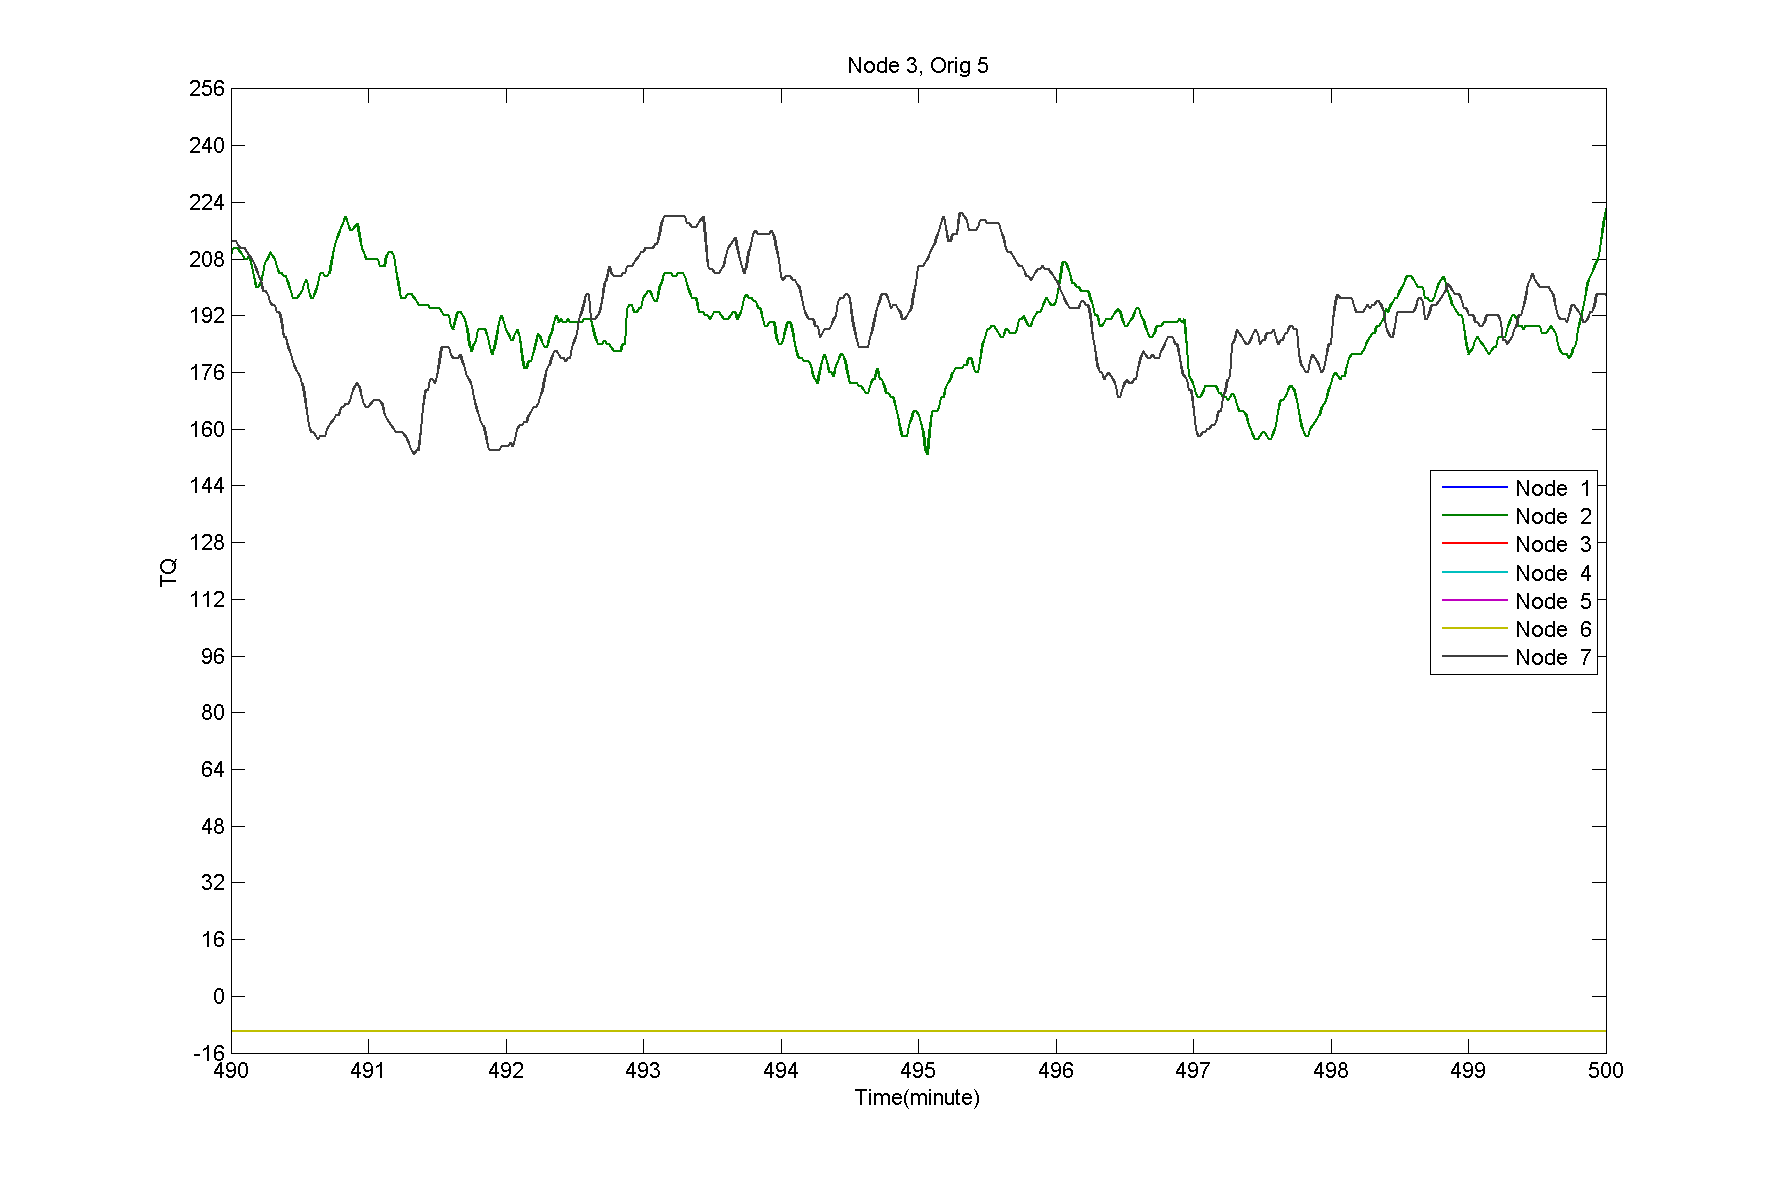 Node 3, Orig 5
256
240
224
208
192
176
160
144
128
112
96
80
64
48
32
16
0
-16
TQ
Node 1
Node 2
Node 3
Node 4
Node 5
Node 6
Node 7
490 491 492 493 494 495 496 497 498 499 500
Time(minute)